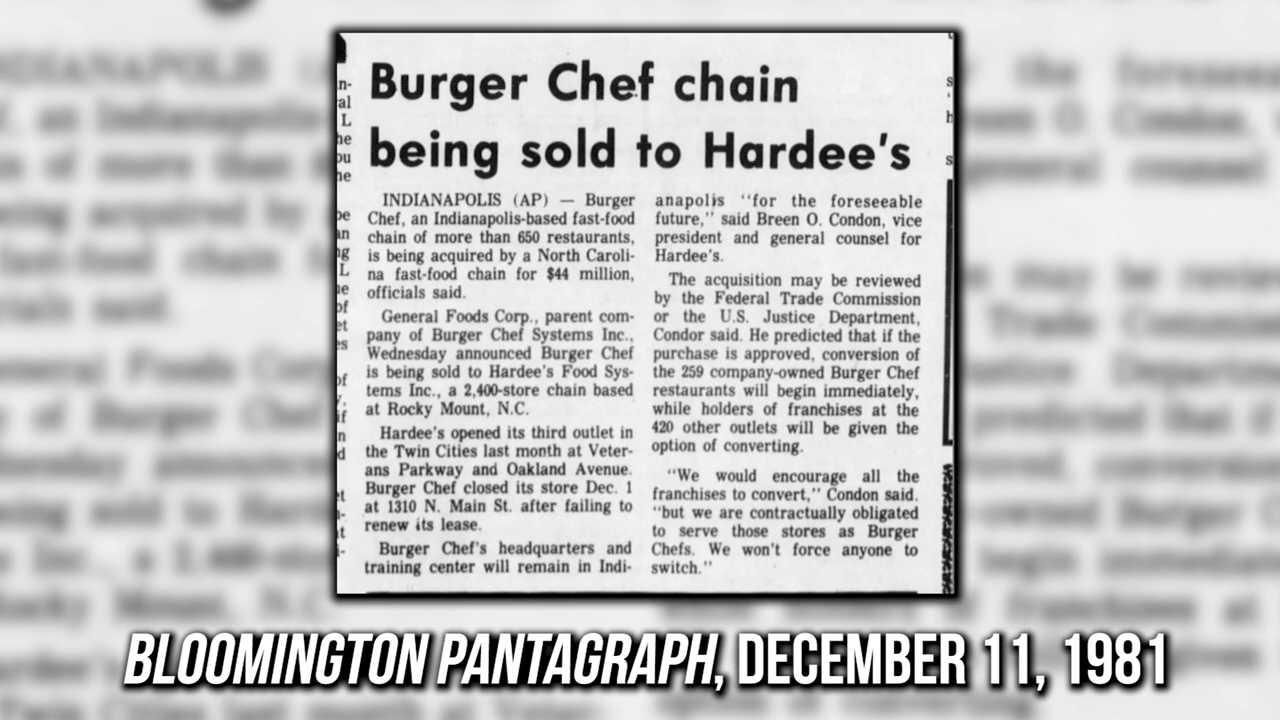 Burger Chef chain
being sold to Hardee's
INDIANAPOLIS (AP) — Burger
Chef, an Indianapolis-based fast-food
chain of more than 650 restaurants,
is being acquired by a North Caroli-
na fast-food chain for $44 million,
officials said.
General Foods Corp., parent com-
pany of Burger Chef Systems Inc.,
Wednesday announced Burger Chef
is being sold to Hardee's Food Sys-
tems Inc., a 2,400-store chain based
at Rocky Mount, N.C.
Hardee's opened its third outlet in
the Twin Cities last month at Veter-
ans Parkway and Oakland Avenue.
Burger Chef closed its store Dec. 1
at 1310 N. Main St. after failing to
renew its lease.
Burger Chef's headquarters and
training center will remain in Indi-
anapolis "for the foreseeable
future," said Breen O. Condon, vice
president and general counsel for
Hardee's.
The acquisition may be reviewed
by the Federal Trade Commission
or the U.S. Justice Department,
Condor said. He predicted that if the
purchase is approved, conversion of
the 259 company-owned Burger Chef
restaurants will begin immediately,
while holders of franchises at the
420 other outlets will be given the
option of converting.
"We would encourage all the
franchises to convert," Condon said.
"but we are contractually obligated
to serve those stores as Burger
Chefs. We won't force anyone to
switch."
BLOOMINGTON PANTAGRAPH, DECEMBER 11, 1981